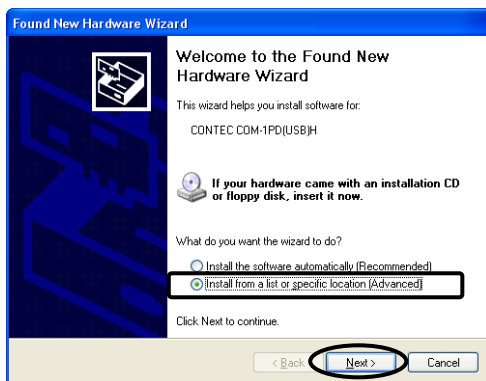 Found New Hardware Wizard
Welcome to the Found New
Hardware Wizard
This wizard helps you install software for:
CONTEC COM-1PD(USB)H
If your hardware came with an installation CD
or floppy disk, insert it now.
What do you want the wizard to do?
Install the software automatically (Recommended)
Install from a list or specific location (Advanced)
Click Next to continue.
< Back Next > Cancel